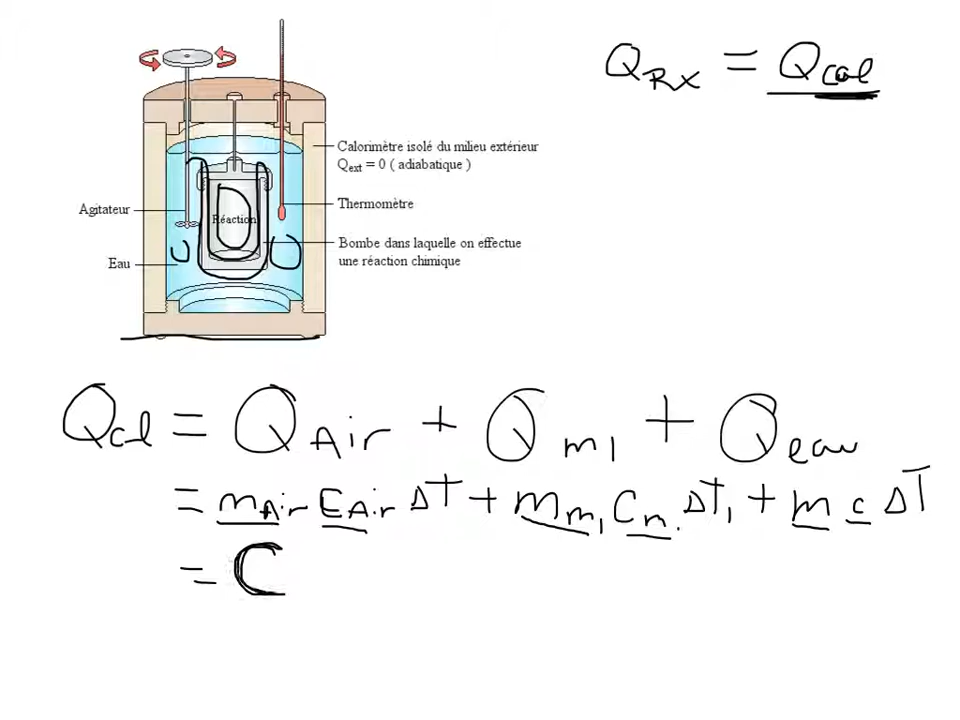 Q_RX = Q_cal
Calorimètre isolé du milieu extérieur
Q_ext = 0 ( adiabatique )
Agitateur
Réaction
Thermomètre
Bombe dans laquelle on effectue
une réaction chimique
Eau
Q_cal = Q_Air + Q_m1 + Q_eau
= m_Air C_Air ΔT + m_m1 C_m. ΔT_1 + m c ΔT
= C